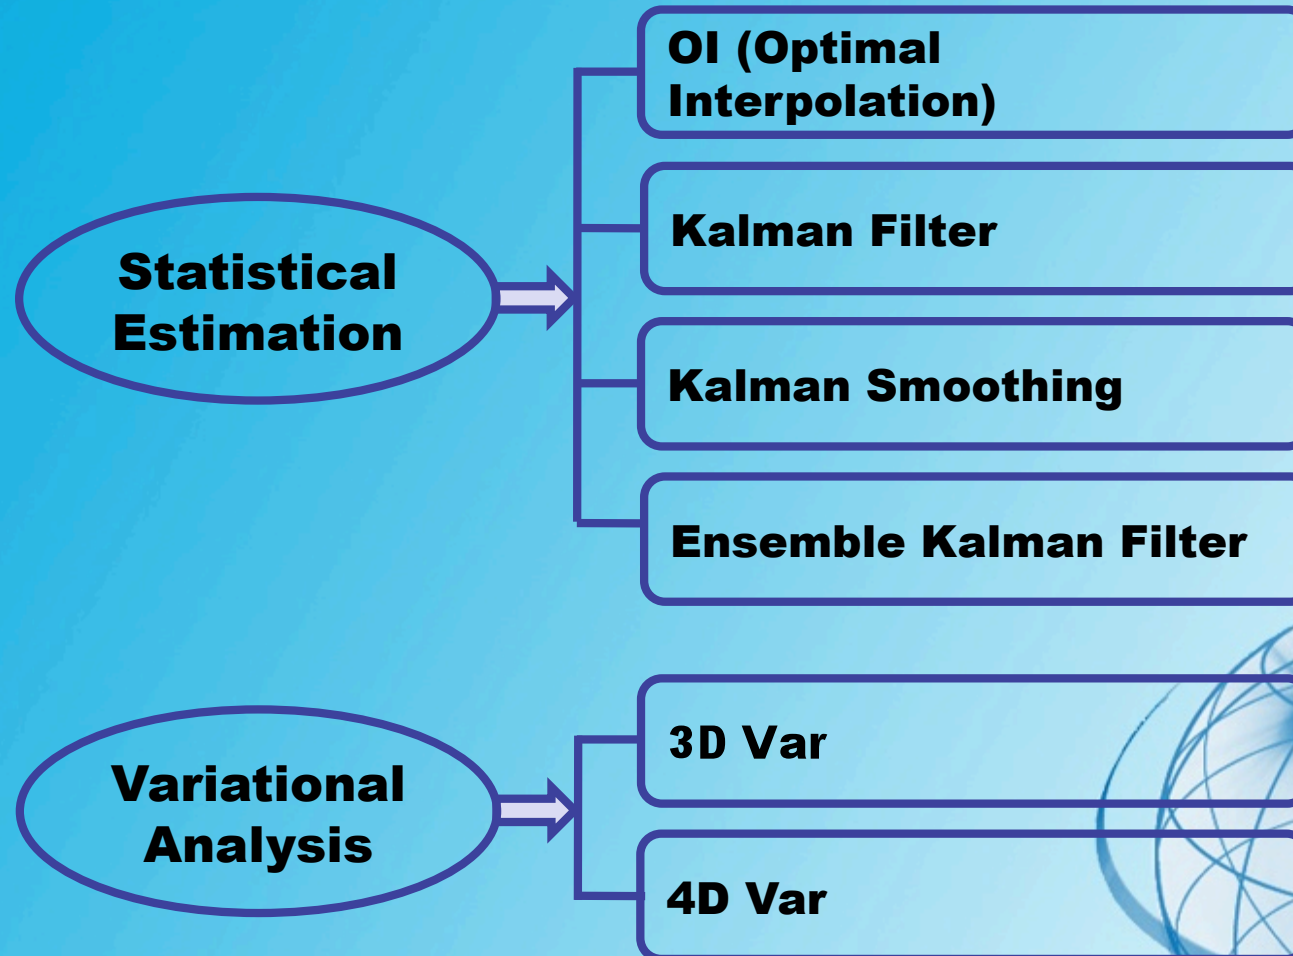 OI (Optimal
Interpolation)
Kalman Filter
Statistical
Estimation
Kalman Smoothing
Ensemble Kalman Filter
3D Var
Variational
Analysis
4D Var